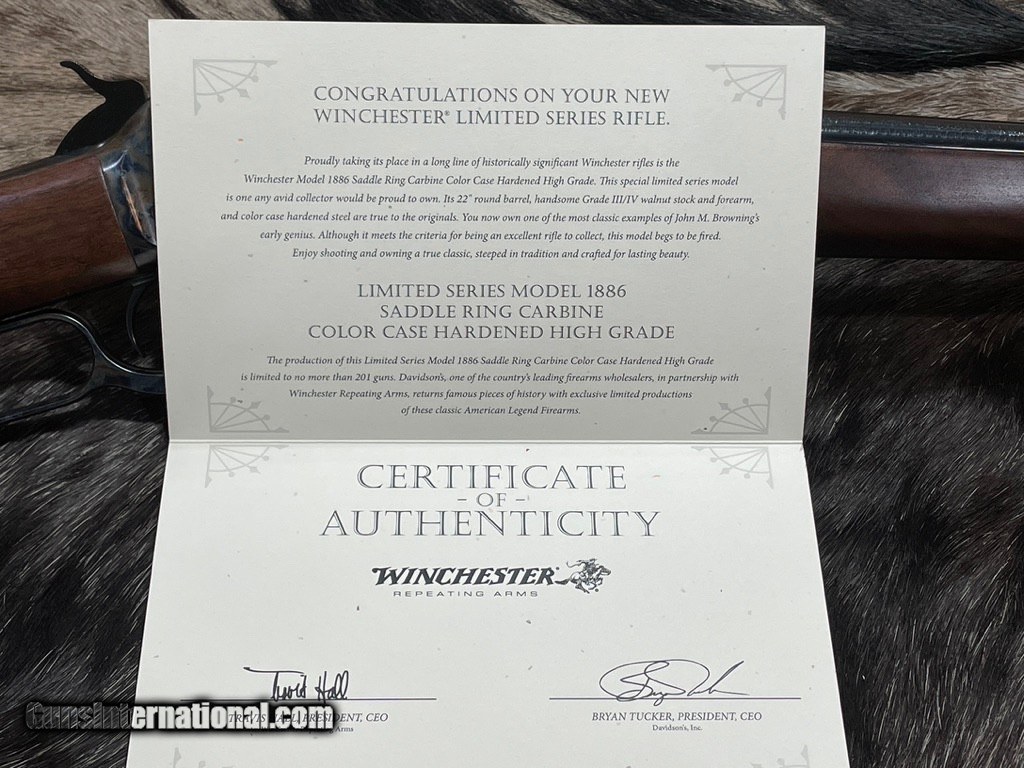 CONGRATULATIONS ON YOUR NEW
WINCHESTER® LIMITED SERIES RIFLE.
Proudly taking its place in a long line of historically significant Winchester rifles is the
Winchester Model 1886 Saddle Ring Carbine Color Case Hardened High Grade. This special limited series model
is one any avid collector would be proud to own. Its 22" round barrel, handsome Grade III/IV walnut stock and forearm,
and color case hardened steel are true to the originals. You now own one of the most classic examples of John M. Browning's
early genius. Although it meets the criteria for being an excellent rifle to collect, this model begs to be fired.
Enjoy shooting and owning a true classic, steeped in tradition and crafted for lasting beauty.
LIMITED SERIES MODEL 1886
SADDLE RING CARBINE
COLOR CASE HARDENED HIGH GRADE
The production of this Limited Series Model 1886 Saddle Ring Carbine Color Case Hardened High Grade
is limited to no more than 201 guns. Davidson's, one of the country's leading firearms wholesalers, in partnership with
Winchester Repeating Arms, returns famous pieces of history with exclusive limited productions
of these classic American Legend Firearms.
CERTIFICATE
- OF -
AUTHENTICITY
WINCHESTER®
REPEATING ARMS
Travis Hall
TRAVIS HALL, PRESIDENT, CEO
Arms
BRYAN TUCKER, PRESIDENT, CEO
Davidson's, Inc.
GunsInternational.com